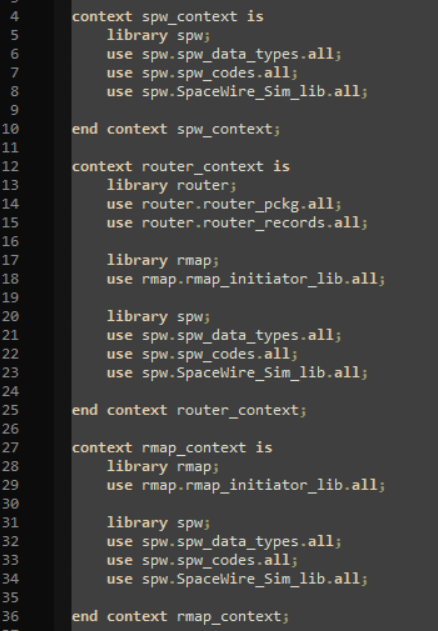 4 context spw_context is
5 library spw;
6 use spw.spw_data_types.all;
7 use spw.spw_codes.all;
8 use spw.SpaceWire_Sim_lib.all;
9
10 end context spw_context;
11
12 context router_context is
13 library router;
14 use router.router_pckg.all;
15 use router.router_records.all;
16
17 library rmap;
18 use rmap.rmap_initiator_lib.all;
19
20 library spw;
21 use spw.spw_data_types.all;
22 use spw.spw_codes.all;
23 use spw.SpaceWire_Sim_lib.all;
24
25 end context router_context;
26
27 context rmap_context is
28 library rmap;
29 use rmap.rmap_initiator_lib.all;
30
31 library spw;
32 use spw.spw_data_types.all;
33 use spw.spw_codes.all;
34 use spw.SpaceWire_Sim_lib.all;
35
36 end context rmap_context;